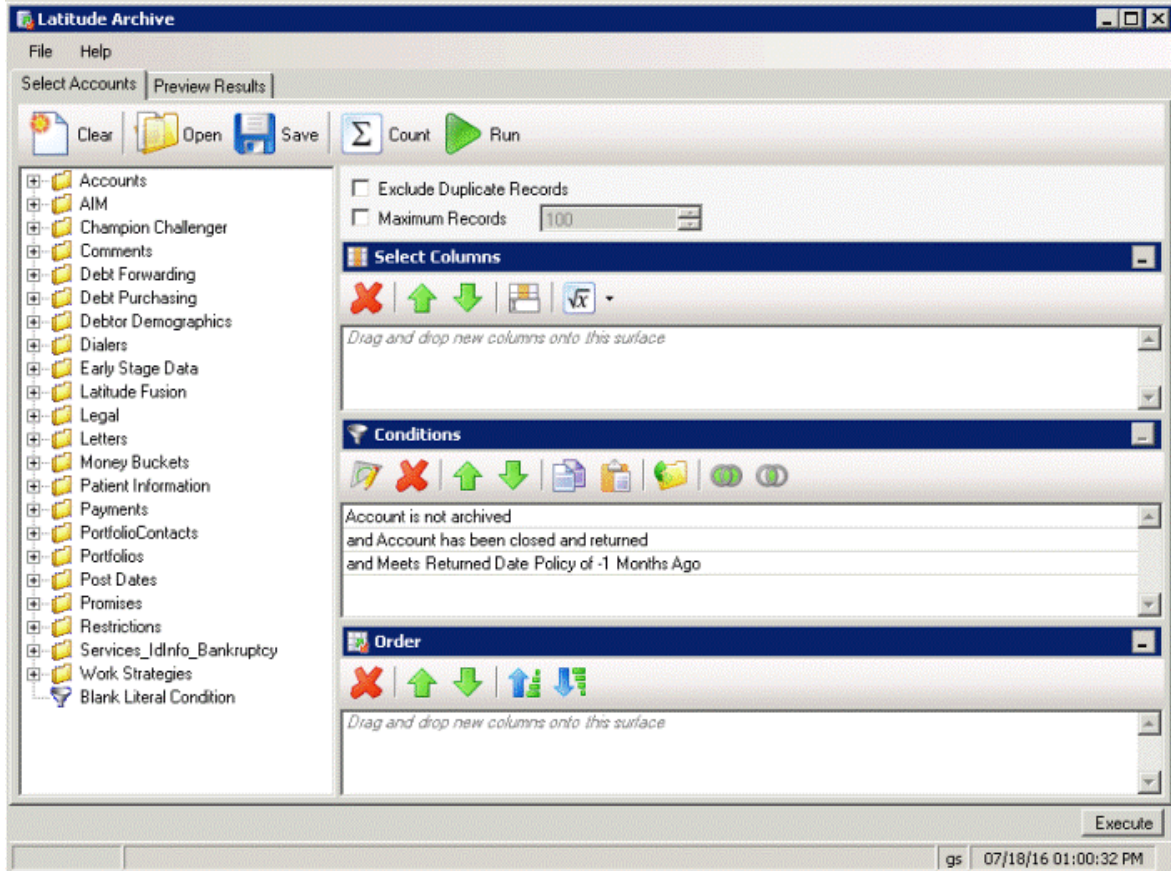 Latitude Archive
File Help
Select Accounts Preview Results
Clear Open Save Σ Count Run
Accounts
AIM
Champion Challenger
Comments
Debt Forwarding
Debt Purchasing
Debtor Demographics
Dialers
Early Stage Data
Latitude Fusion
Legal
Letters
Money Buckets
Patient Information
Payments
PortfolioContacts
Portfolios
Post Dates
Promises
Restrictions
Services_IdInfo_Bankruptcy
Work Strategies
Blank Literal Condition
Exclude Duplicate Records
Maximum Records 100
Select Columns
√x
Drag and drop new columns onto this surface
Conditions
Account is not archived
and Account has been closed and returned
and Meets Returned Date Policy of -1 Months Ago
Order
Drag and drop new columns onto this surface
Execute
gs 07/18/16 01:00:32 PM